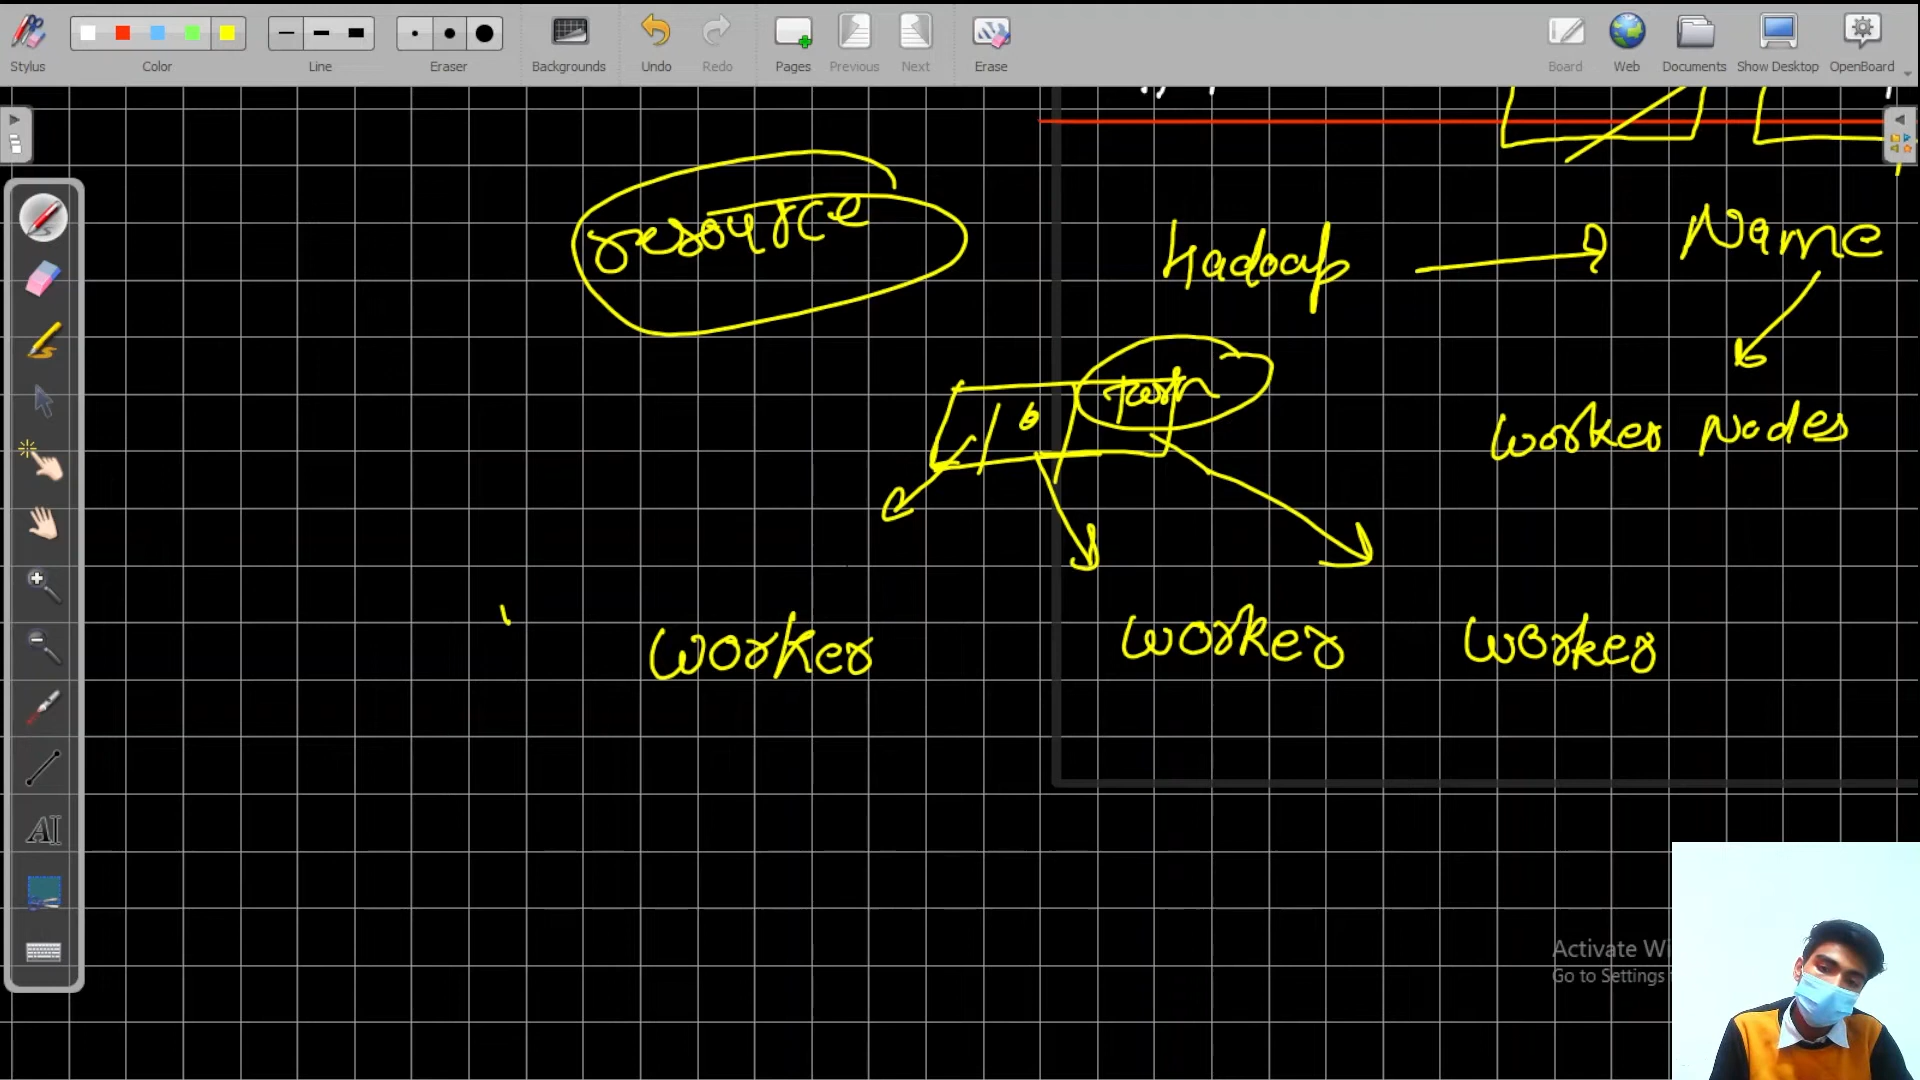 Stylus
Color
Line
Eraser
Backgrounds
Undo
Redo
Pages
Previous
Next
Erase
Board
Web
Documents
Show Desktop
OpenBoard
resource
hadoop
Name
Worker Nodes
Worker
Worker
Worker
Activate Wi
Go to Settings